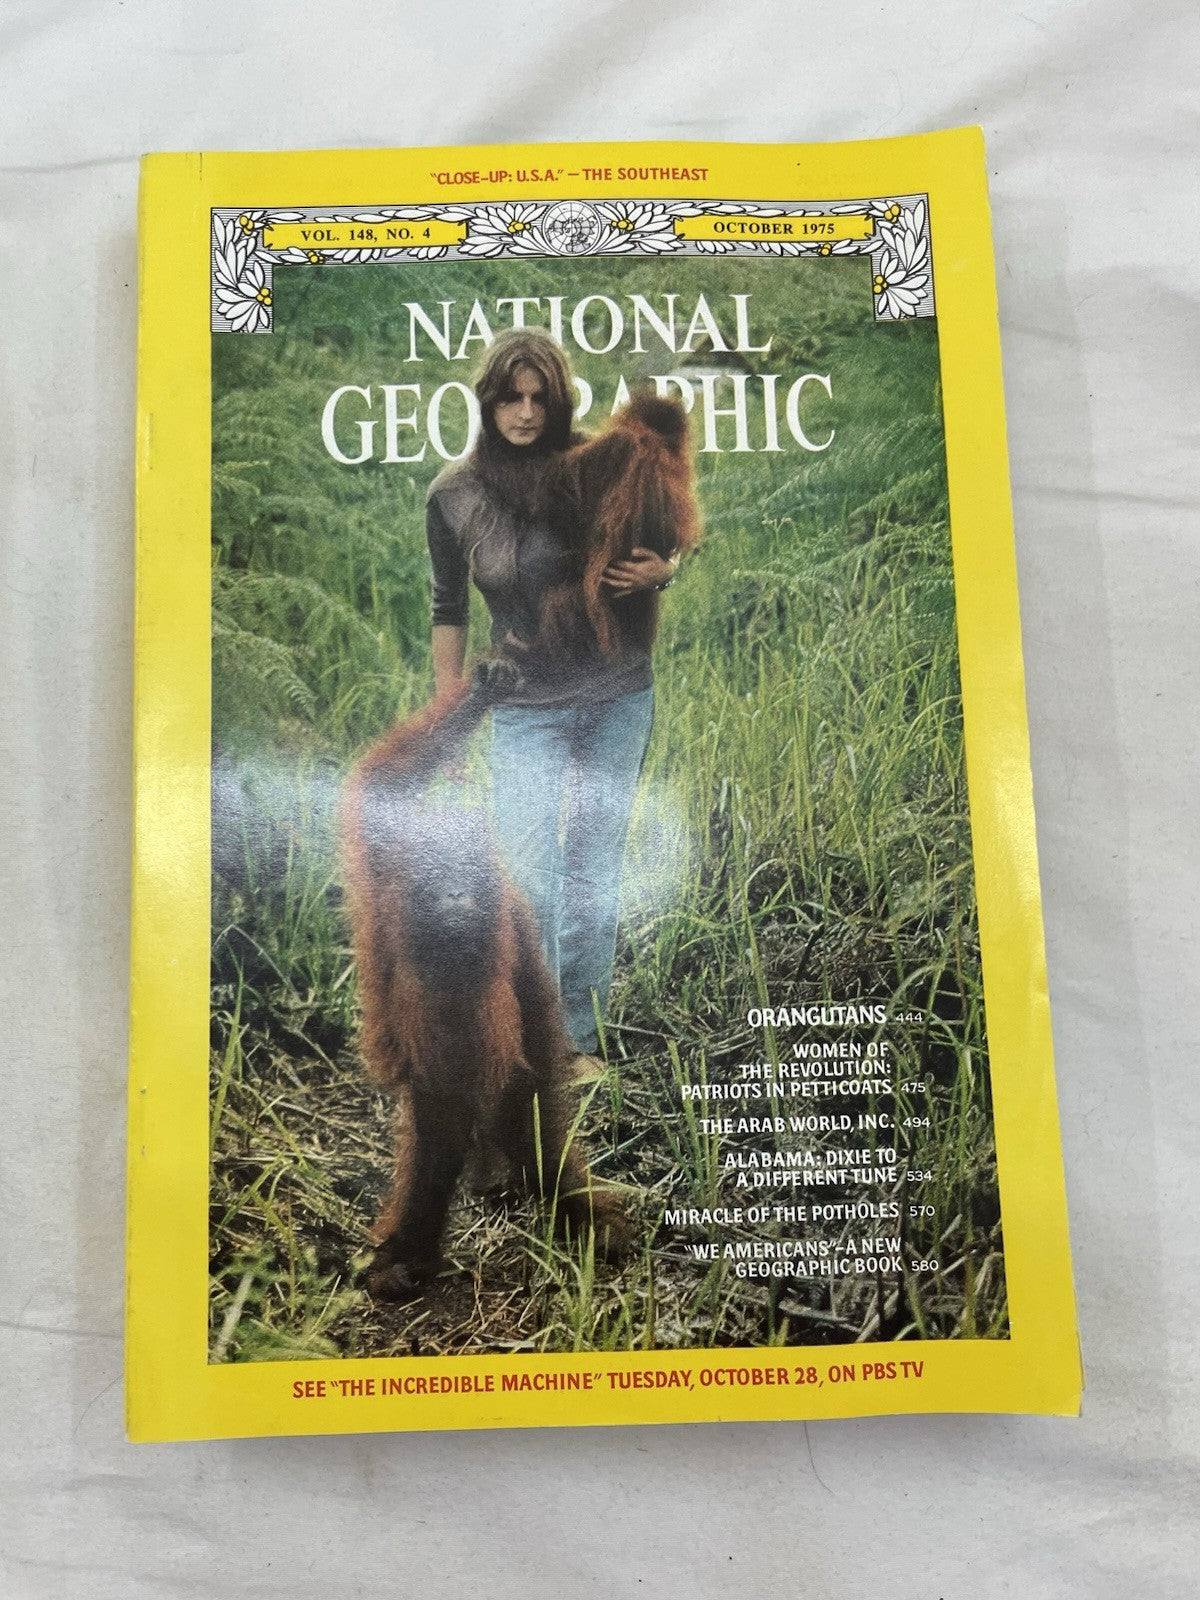 "CLOSE-UP: U.S.A." — THE SOUTHEAST
VOL. 148, NO. 4
OCTOBER 1975
NATIONAL
GEOGRAPHIC
ORANGUTANS 444
WOMEN OF
THE REVOLUTION:
PATRIOTS IN PETTICOATS 475
THE ARAB WORLD, INC. 494
ALABAMA: DIXIE TO
A DIFFERENT TUNE 534
MIRACLE OF THE POTHOLES 570
"WE AMERICANS"-A NEW
GEOGRAPHIC BOOK 580
SEE "THE INCREDIBLE MACHINE" TUESDAY, OCTOBER 28, ON PBS TV